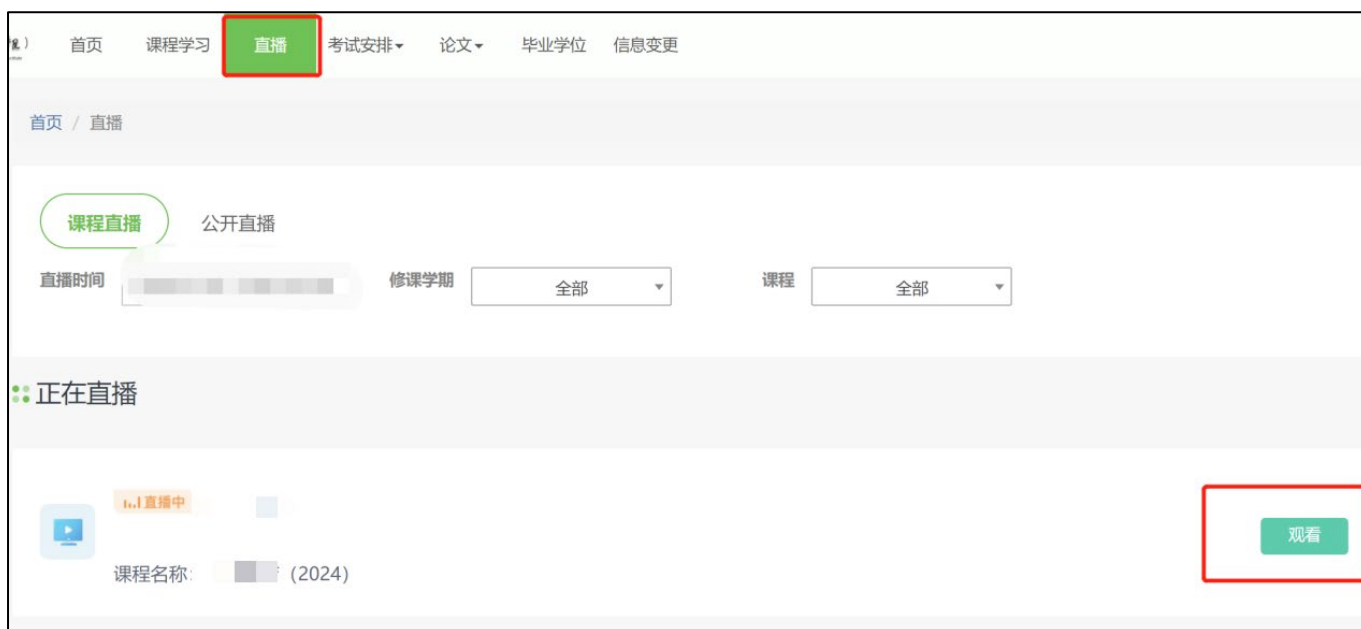 首页 课程学习 直播 考试安排 论文 毕业学位 信息变更
首页 / 直播
课程直播 公开直播
直播时间 修课学期 全部 课程 全部
正在直播
直播中
观看
课程名称: (2024)